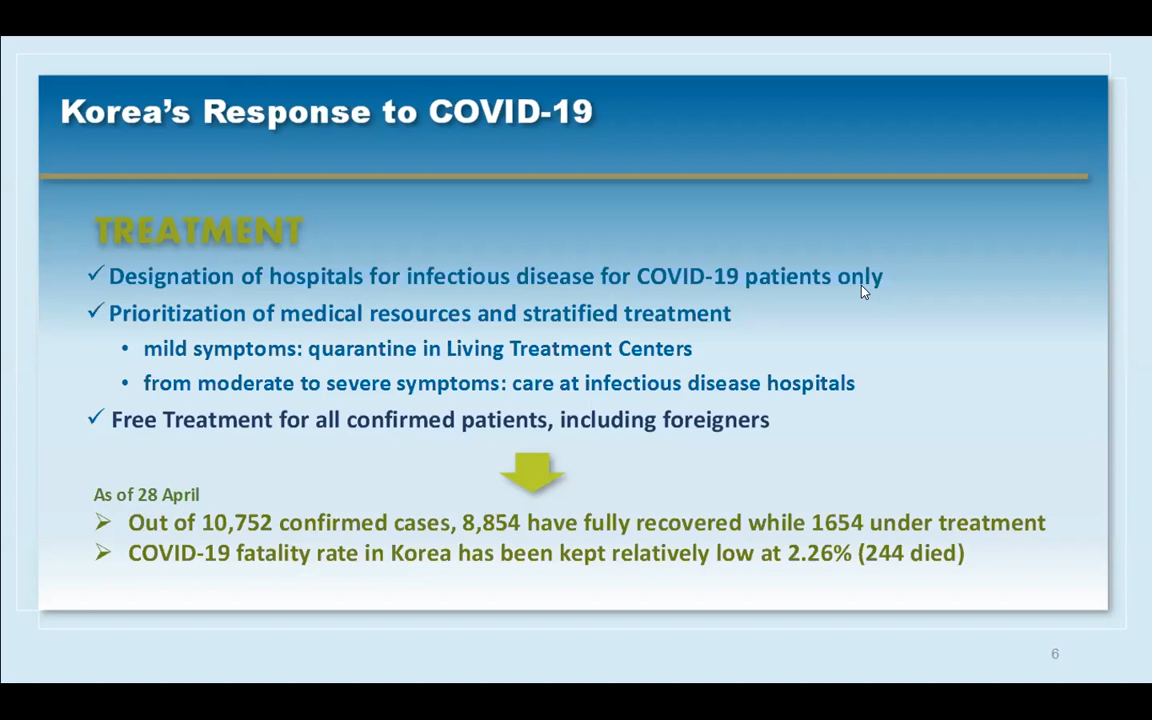 Korea’s Response to COVID-19
TREATMENT
✓ Designation of hospitals for infectious disease for COVID-19 patients only
✓ Prioritization of medical resources and stratified treatment
• mild symptoms: quarantine in Living Treatment Centers
• from moderate to severe symptoms: care at infectious disease hospitals
✓ Free Treatment for all confirmed patients, including foreigners
As of 28 April
➢ Out of 10,752 confirmed cases, 8,854 have fully recovered while 1654 under treatment
➢ COVID-19 fatality rate in Korea has been kept relatively low at 2.26% (244 died)
6